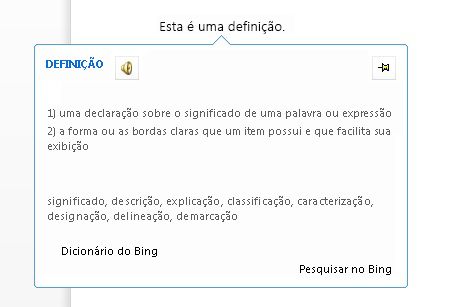 Esta é uma definição.
DEFINIÇÃO
1) uma declaração sobre o significado de uma palavra ou expressão
2) a forma ou as bordas claras que um item possui e que facilita sua
exibição
significado, descrição, explicação, classificação, caracterização,
designação, delineação, demarcação
Dicionário do Bing
Pesquisar no Bing